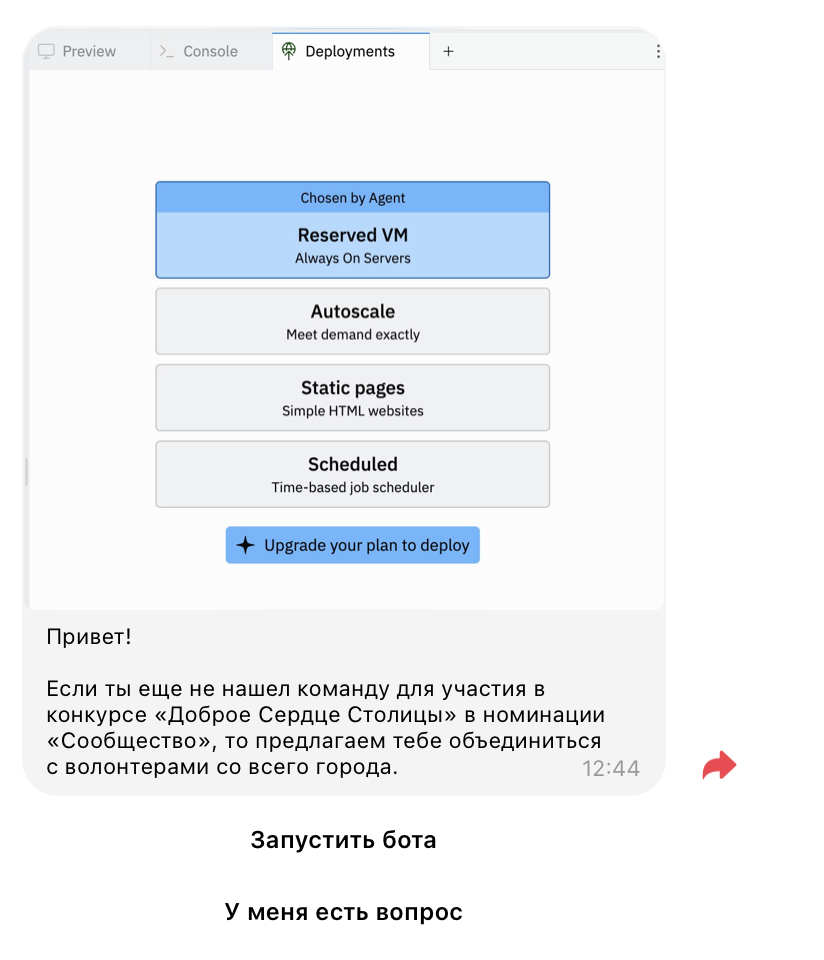 Preview Console Deployments
Chosen by Agent
Reserved VM
Always On Servers
Autoscale
Meet demand exactly
Static pages
Simple HTML websites
Scheduled
Time-based job scheduler
Upgrade your plan to deploy
Привет!
Если ты еще не нашел команду для участия в
конкурсе «Доброе Сердце Столицы» в номинации
«Сообщество», то предлагаем тебе объединиться
с волонтерами со всего города.
12:44
Запустить бота
У меня есть вопрос